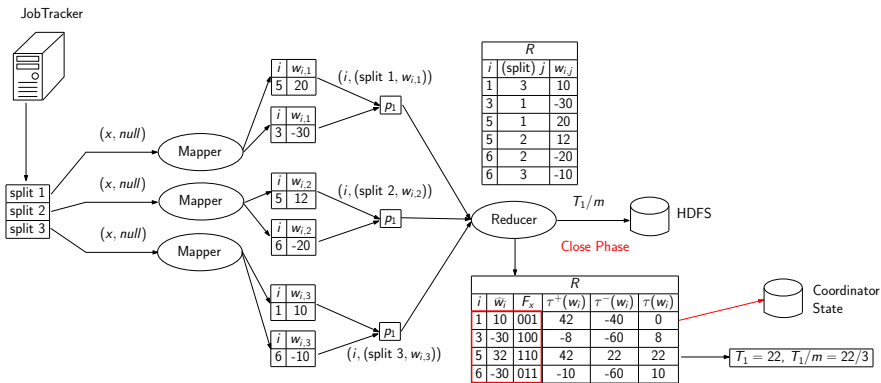 JobTracker
split 1
split 2
split 3
(x, null)
(x, null)
(x, null)
Mapper
Mapper
Mapper
i w_{i,1}
5 20
i w_{i,1}
3 -30
i w_{i,2}
5 12
i w_{i,2}
6 -20
i w_{i,3}
1 10
i w_{i,3}
6 -10
(i, (split 1, w_{i,1}))
p_1
(i, (split 2, w_{i,2}))
p_1
p_1
(i, (split 3, w_{i,3}))
R
i (split) j w_{i,j}
1 3 10
3 1 -30
5 1 20
5 2 12
6 2 -20
6 3 -10
Reducer
T_1/m
Close Phase
HDFS
R
i ŵ_i F_x τ^+(w_i) τ^-(w_i) τ(w_i)
1 10 001 42 -40 0
3 -30 100 -8 -60 8
5 32 110 42 22 22
6 -30 011 -10 -60 10
Coordinator
State
T_1 = 22, T_1/m = 22/3